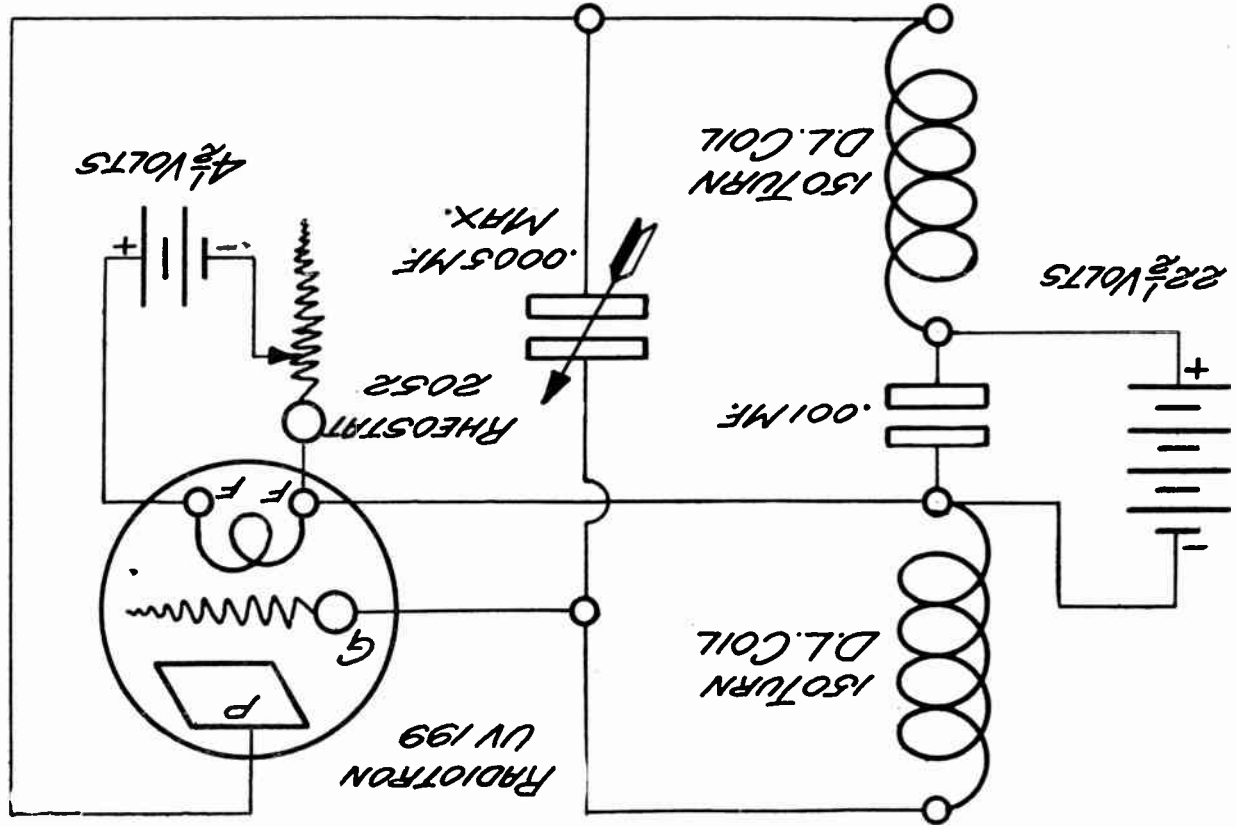 RADIOTRON
UV 199
150 TURN
D.L. COIL
P
G
-
F F
RHEOSTAT
2052
.001 MF.
+
22½ VOLTS
.0005 MF.
MAX.
- +
4½ VOLTS
150 TURN
D.L. COIL